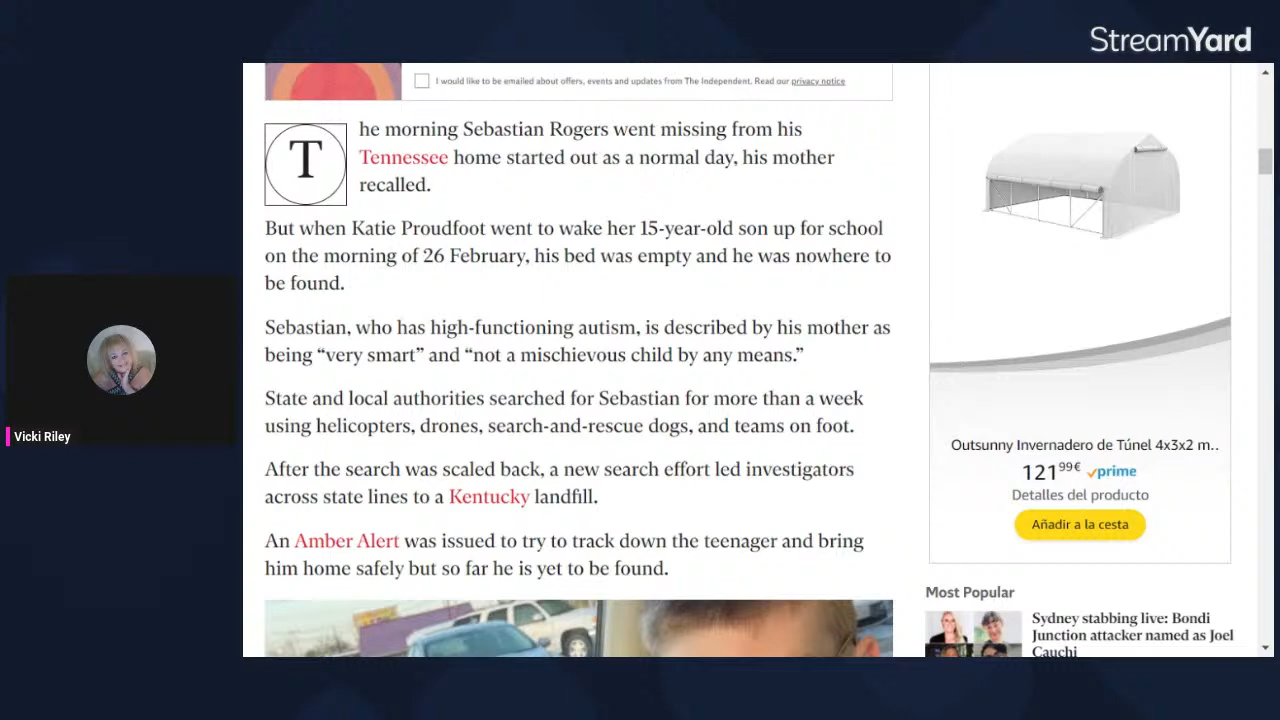 StreamYard
I would like to be emailed about offers, events and updates from The Independent. Read our privacy notice
The morning Sebastian Rogers went missing from his
Tennessee home started out as a normal day, his mother
recalled.
But when Katie Proudfoot went to wake her 15-year-old son up for school
on the morning of 26 February, his bed was empty and he was nowhere to
be found.
Sebastian, who has high-functioning autism, is described by his mother as
being “very smart” and “not a mischievous child by any means.”
State and local authorities searched for Sebastian for more than a week
using helicopters, drones, search-and-rescue dogs, and teams on foot.
After the search was scaled back, a new search effort led investigators
across state lines to a Kentucky landfill.
An Amber Alert was issued to try to track down the teenager and bring
him home safely but so far he is yet to be found.
Vicki Riley
Outsunny Invernadero de Túnel 4x3x2 m..
121,99€ prime
Detalles del producto
Añadir a la cesta
Most Popular
Sydney stabbing live: Bondi
Junction attacker named as Joel
Cauchi